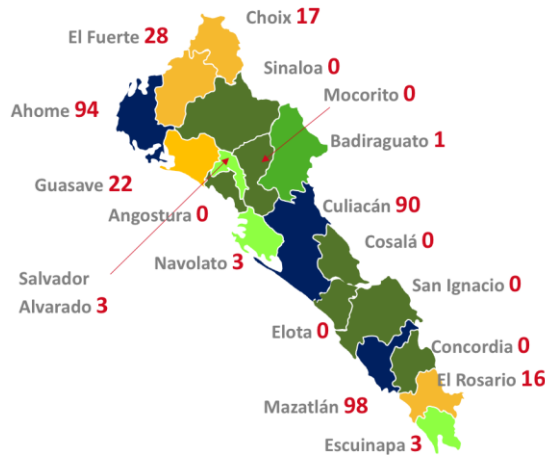 Choix 17
El Fuerte 28
Sinaloa 0
Mocorito 0
Ahome 94
Badiraguato 1
Guasave 22
Culiacán 90
Angostura 0
Cosalá 0
Navolato 3
Salvador
Alvarado 3
San Ignacio 0
Elota 0
Concordia 0
El Rosario 16
Mazatlán 98
Escuinapa 3